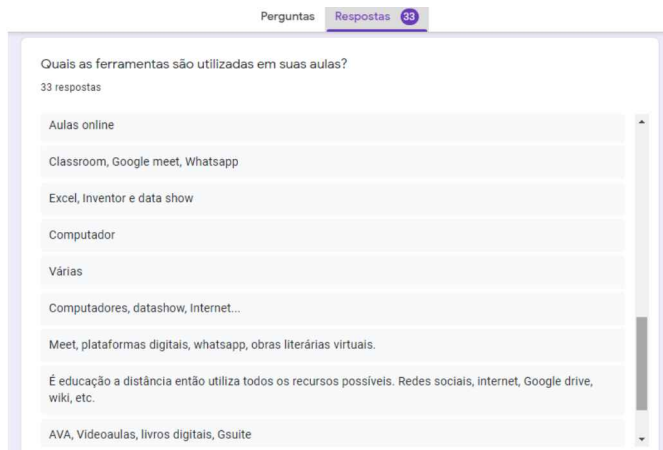 Perguntas Respostas 33
Quais as ferramentas são utilizadas em suas aulas?
33 respostas
Aulas online
Classroom, Google meet, Whatsapp
Excel, Inventor e data show
Computador
Várias
Computadores, datashow, Internet...
Meet, plataformas digitais, whatsapp, obras literárias virtuais.
É educação a distância então utiliza todos os recursos possíveis. Redes sociais, internet, Google drive,
wiki, etc.
AVA, Videoaulas, livros digitais, Gsuite